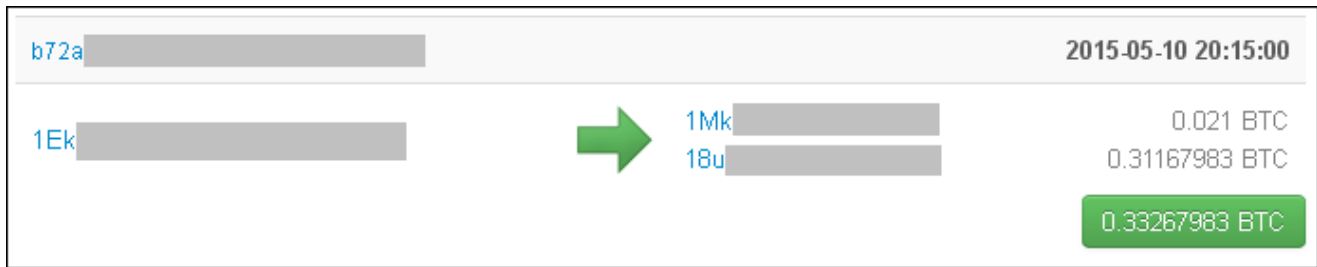 b72a 2015-05-10 20:15:00
1Ek
1Mk 0.021 BTC
18u 0.31167983 BTC
0.33267983 BTC